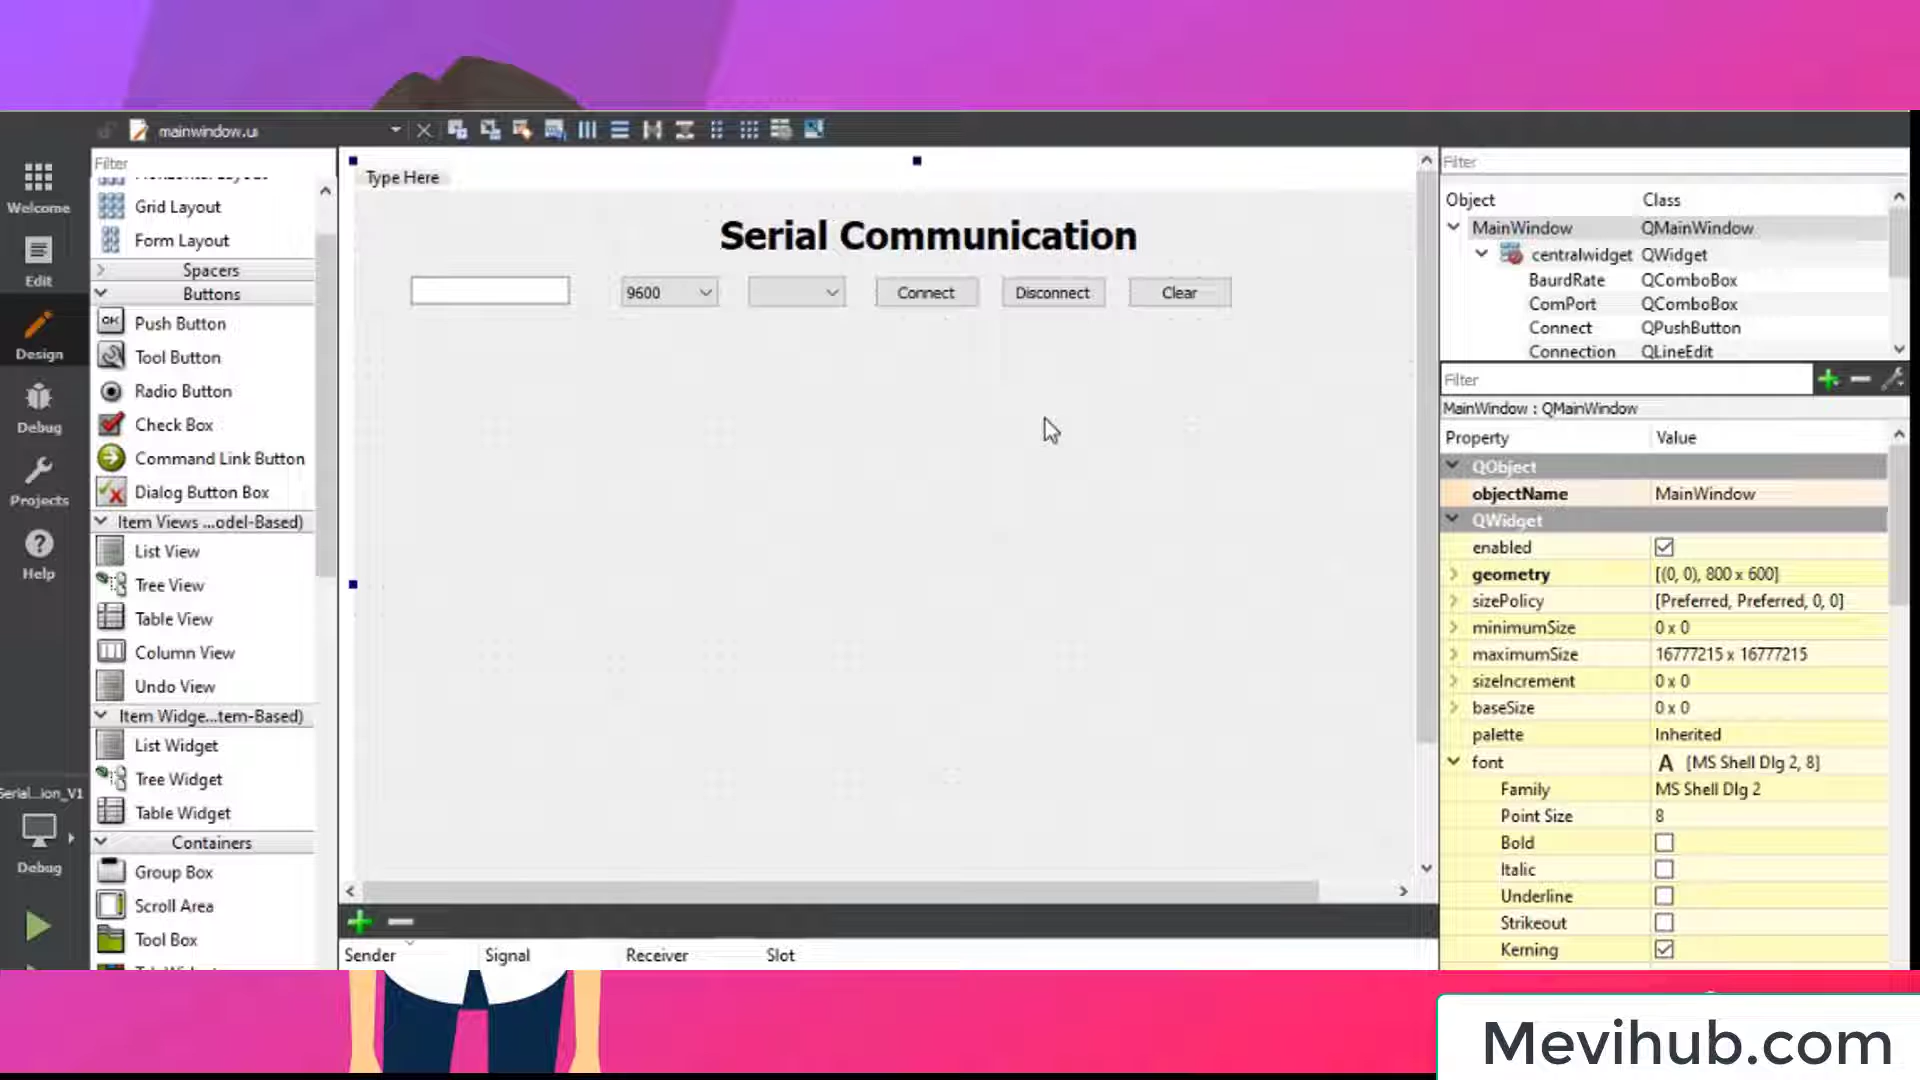 mainwindow.ui
Filter
Grid Layout
Form Layout
Spacers
Buttons
Push Button
Tool Button
Radio Button
Check Box
Command Link Button
Dialog Button Box
Item Views ...odel-Based)
List View
Tree View
Table View
Column View
Undo View
Item Widge...tem-Based)
List Widget
Tree Widget
Table Widget
Containers
Group Box
Scroll Area
Tool Box
Welcome
Edit
Design
Debug
Projects
Help
Serial...ion_V1
Debug
Type Here
Serial Communication
9600
Connect
Disconnect
Clear
Sender Signal Receiver Slot
Filter
Object Class
MainWindow QMainWindow
centralwidget QWidget
BaurdRate QComboBox
ComPort QComboBox
Connect QPushButton
Connection QLineEdit
Filter
MainWindow : QMainWindow
Property Value
QObject
objectName MainWindow
QWidget
enabled
geometry [(0, 0), 800 x 600]
sizePolicy [Preferred, Preferred, 0, 0]
minimumSize 0 x 0
maximumSize 16777215 x 16777215
sizeIncrement 0 x 0
baseSize 0 x 0
palette Inherited
font A [MS Shell Dlg 2, 8]
Family MS Shell Dlg 2
Point Size 8
Bold
Italic
Underline
Strikeout
Kerning
Mevihub.com